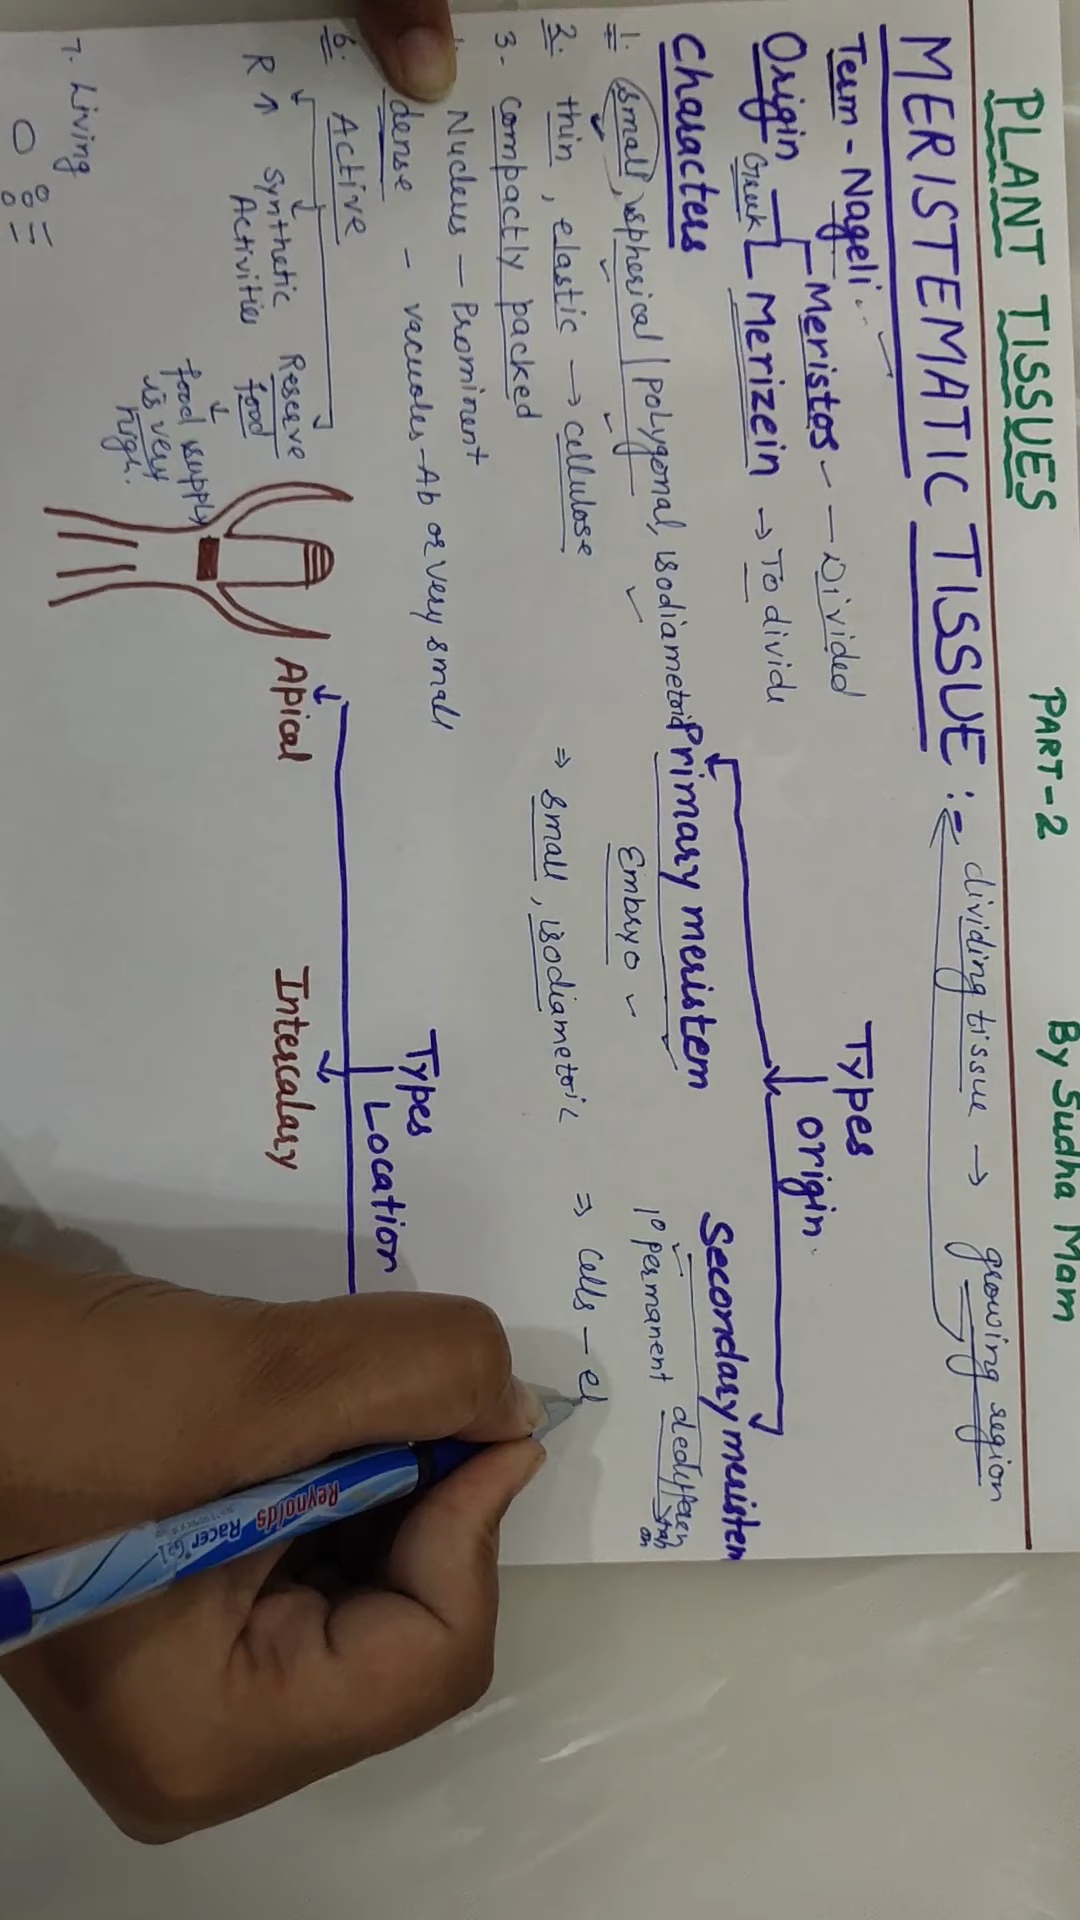 PLANT TISSUES PART-2 By Sudha Mam
MERISTEMATIC TISSUE :- dividing tissue → growing region
Term - Nageli
Origin Meristos - Divided
Greek Merizein → To divide
Characters
1. Small, spherical | Polygonal, isodiametric
2. thin, elastic → cellulose
3. Compactly packed
Nucleus - Prominent
dense - vacuoles - Ab or very small
6. Active
R ↑ Synthetic Activities Reserve food
food supply is very high.
7. Living
Types
origin
Primary meristem
Embryo
⇒ small, isodiametric
Secondary meristem
1° permanent
⇒ Cells - el
Types
Location
Apical
Intercalary
Reynolds
Racer Gel